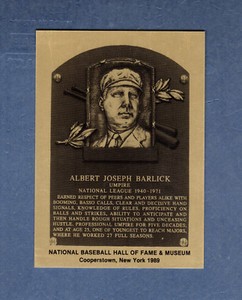 ALBERT JOSEPH BARLICK
UMPIRE
NATIONAL LEAGUE 1940-1971
EARNED RESPECT OF PEERS AND PLAYERS ALIKE WITH
BOOMING, BASSO CALLS, CLEAR AND DECISIVE HAND
SIGNALS, KNOWLEDGE OF RULES, PROFICIENCY ON
BALLS AND STRIKES, ABILITY TO ANTICIPATE AND
THEN HANDLE ROUGH SITUATIONS AND UNCEASING
HUSTLE. PROFESSIONAL UMPIRE FOR FIVE DECADES,
AND AT AGE 25, ONE OF YOUNGEST TO REACH MAJORS,
WHERE HE WORKED 27 FULL SEASONS.
NATIONAL BASEBALL HALL OF FAME & MUSEUM
Cooperstown, New York 1989